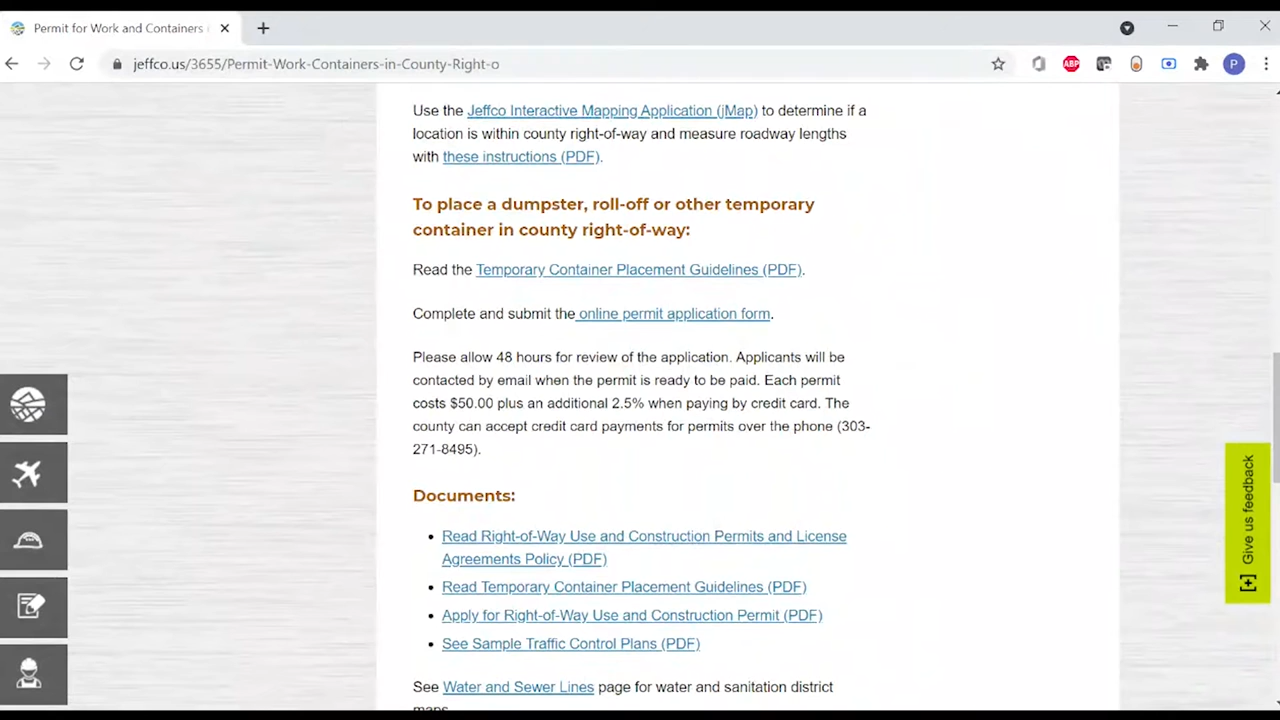 Permit for Work and Containers
jeffco.us/3655/Permit-Work-Containers-in-County-Right-o
ABP
P
Use the Jeffco Interactive Mapping Application (jMap) to determine if a
location is within county right-of-way and measure roadway lengths
with these instructions (PDF).
To place a dumpster, roll-off or other temporary
container in county right-of-way:
Read the Temporary Container Placement Guidelines (PDF).
Complete and submit the online permit application form.
Please allow 48 hours for review of the application. Applicants will be
contacted by email when the permit is ready to be paid. Each permit
costs $50.00 plus an additional 2.5% when paying by credit card. The
county can accept credit card payments for permits over the phone (303-
271-8495).
Documents:
Read Right-of-Way Use and Construction Permits and License
Agreements Policy (PDF)
Read Temporary Container Placement Guidelines (PDF)
Apply for Right-of-Way Use and Construction Permit (PDF)
See Sample Traffic Control Plans (PDF)
See Water and Sewer Lines page for water and sanitation district
maps
Give us feedback
[+]